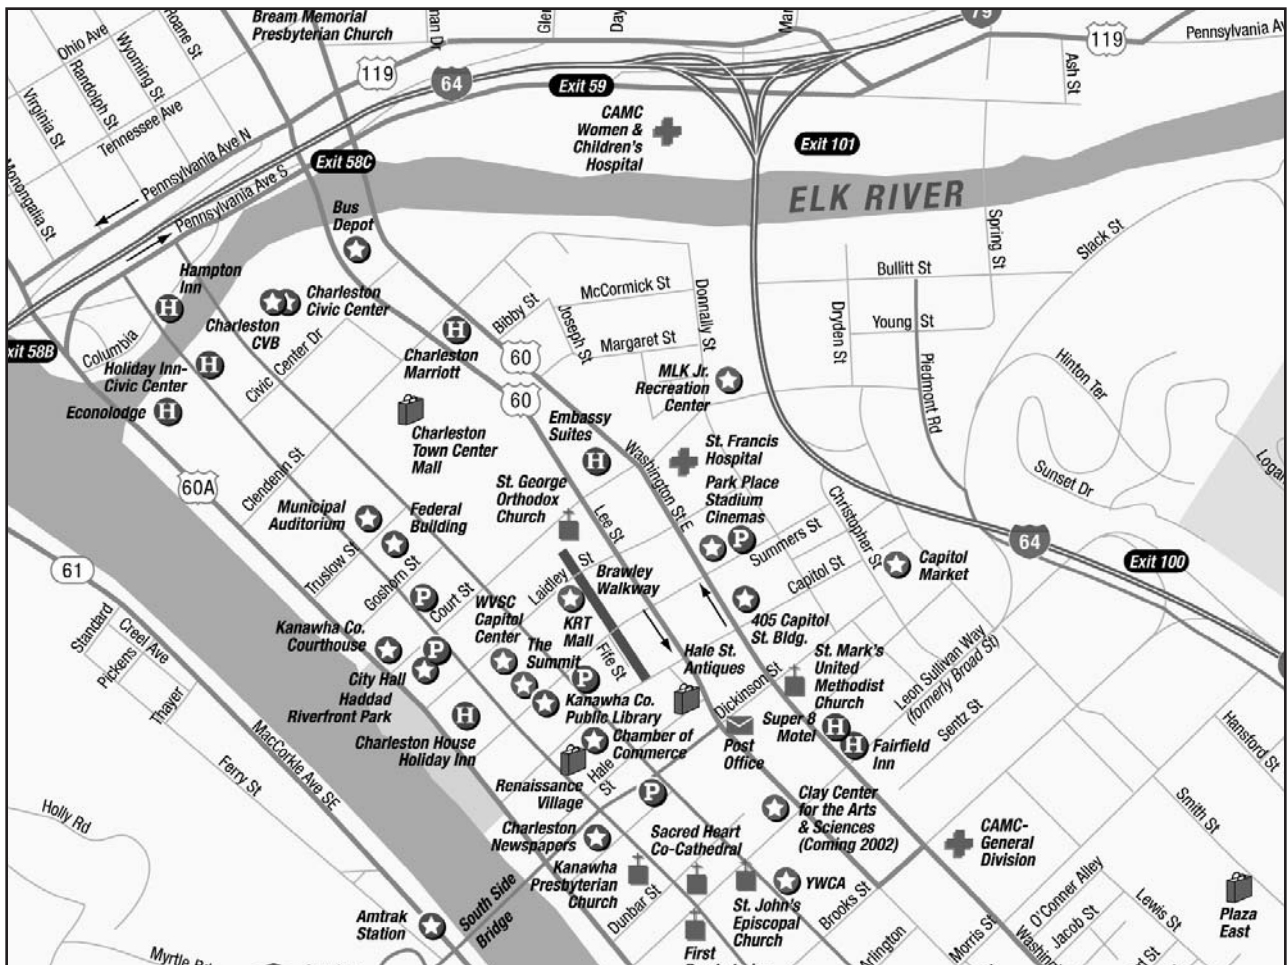 Bream Memorial
Presbyterian Church
Glen
Day
79
119
Pennsylvania Av
Ohio Ave
Wyoming St
Roane St
Randolph St
Virginia St
Tennessee Ave
Monongalia St
119
64
Exit 59
Ash St
CAMC
Women &
Children's
Hospital
Exit 101
Pennsylvania Ave N
Pennsylvania Ave S
Exit 58C
ELK RIVER
Spring St
Slack St
Bus
Depot
Hampton
Inn
H
Charleston
Civic Center
Charleston
CVB
Bullitt St
McCormick St
Donnally St
Bibby St
Joseph St
Margaret St
Dryden St
Young St
Piedmont Rd
Hinton Ter
Exit 58B
Columbia
Holiday Inn-
Civic Center
H
Civic Center Dr
H
Charleston
Marriott
60
60
MLK Jr.
Recreation
Center
Econolodge
H
Charleston
Town Center
Mall
Embassy
Suites
H
Washington St E
St. Francis
Hospital
Sunset Dr
Logan
60A
Clendenin St
St. George
Orthodox
Church
Lee St
Park Place
Stadium
Cinemas
P
Municipal
Auditorium
Federal
Building
Summers St
Christopher St
Capitol St
Capitol
Market
64
Exit 100
61
Truslow St
Goshorn St
Court St
P
Laidley St
Brawley
Walkway
Standard
Creel Ave
Pickens
Thayer
Kanawha Co.
Courthouse
P
City Hall
Haddad
Riverfront Park
WVSC
Capitol
Center
The
Summit
KRT
Mall
Fife St
P
405 Capitol
St. Bldg.
Hale St.
Antiques
Dickinson St
St. Mark's
United
Methodist
Church
Leon Sullivan Way
(formerly Broad St)
Sentz St
Kanawha Co.
Public Library
Chamber of
Commerce
Super 8
Motel
H
H
Fairfield
Inn
Post
Office
Hansford St
MacCorkle Ave SE
Ferry St
Charleston House
Holiday Inn
H
Renaissance
Village
Hale
St
P
Clay Center
for the Arts
& Sciences
(Coming 2002)
Smith St
Holly Rd
Charleston
Newspapers
Sacred Heart
Co-Cathedral
CAMC-
General
Division
Kanawha
Presbyterian
Church
Dunbar St
YWCA
St. John's
Episcopal
Church
Brooks St
O'Conner Alley
Lewis St
Jacob St
Morris St
Plaza
East
Amtrak
Station
South Side
Bridge
First
Arlington
Myrtle Rd